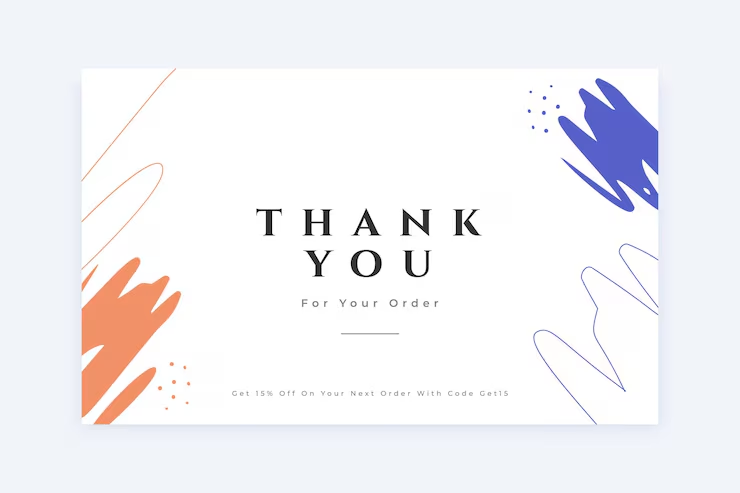 THANK
YOU
For Your Order
Get 15% Off On Your Next Order With Code Get15